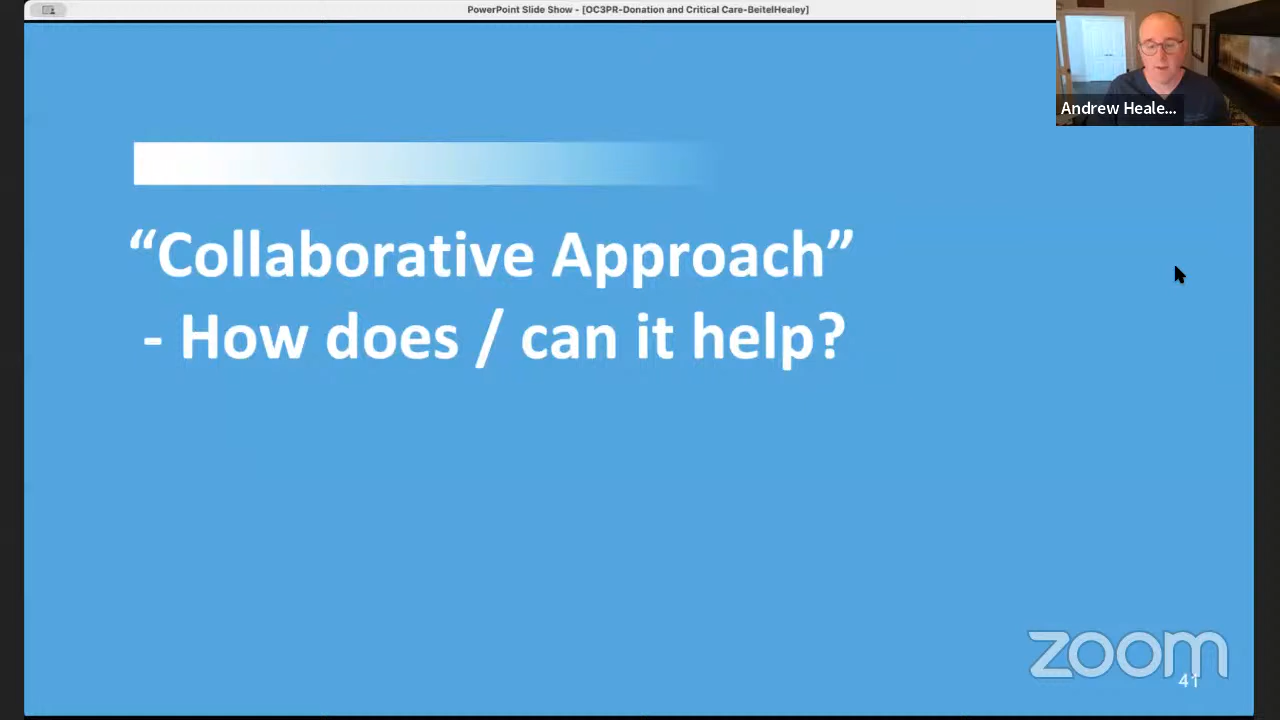 PowerPoint Slide Show - [OC3PR-Donation and Critical Care-BeitelHealey]
Andrew Heale...
“Collaborative Approach”
- How does / can it help?
zoom
41